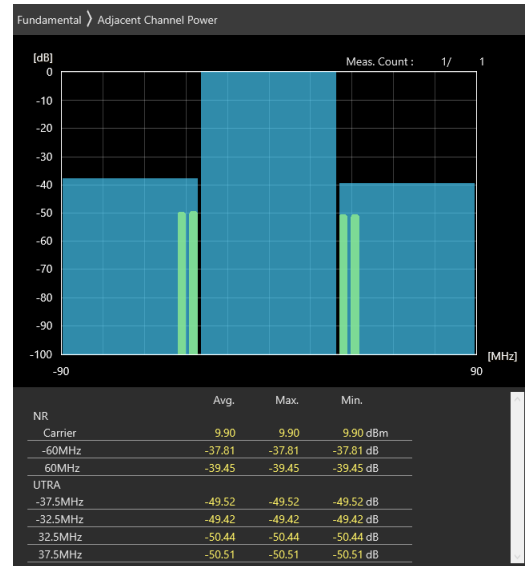 Fundamental 〉 Adjacent Channel Power
[dB]
Meas. Count : 1/ 1
0
-10
-20
-30
-40
-50
-60
-70
-80
-90
-100
[MHz]
-90 90
Avg. Max. Min.
NR
Carrier 9.90 9.90 9.90 dBm
-60MHz -37.81 -37.81 -37.81 dB
60MHz -39.45 -39.45 -39.45 dB
UTRA
-37.5MHz -49.52 -49.52 -49.52 dB
-32.5MHz -49.42 -49.42 -49.42 dB
32.5MHz -50.44 -50.44 -50.44 dB
37.5MHz -50.51 -50.51 -50.51 dB